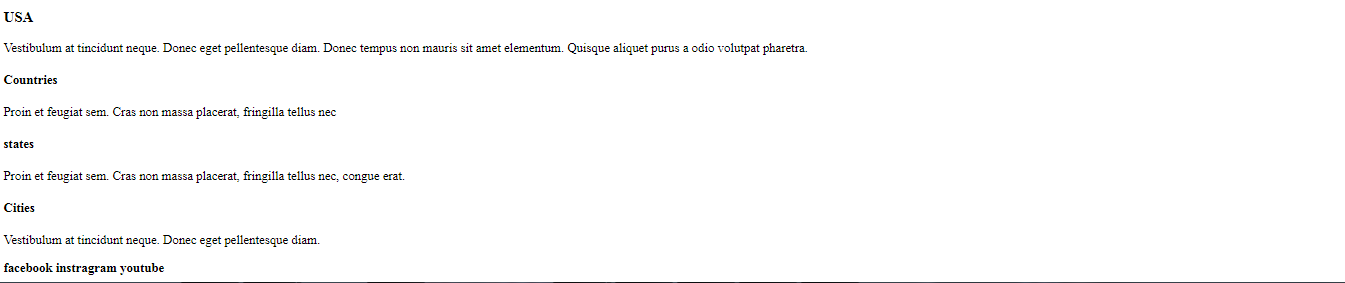 USA
Vestibulum at tincidunt neque. Donec eget pellentesque diam. Donec tempus non mauris sit amet elementum. Quisque aliquet purus a odio volutpat pharetra.
Countries
Proin et feugiat sem. Cras non massa placerat, fringilla tellus nec
states
Proin et feugiat sem. Cras non massa placerat, fringilla tellus nec, congue erat.
Cities
Vestibulum at tincidunt neque. Donec eget pellentesque diam.
facebook instragram youtube